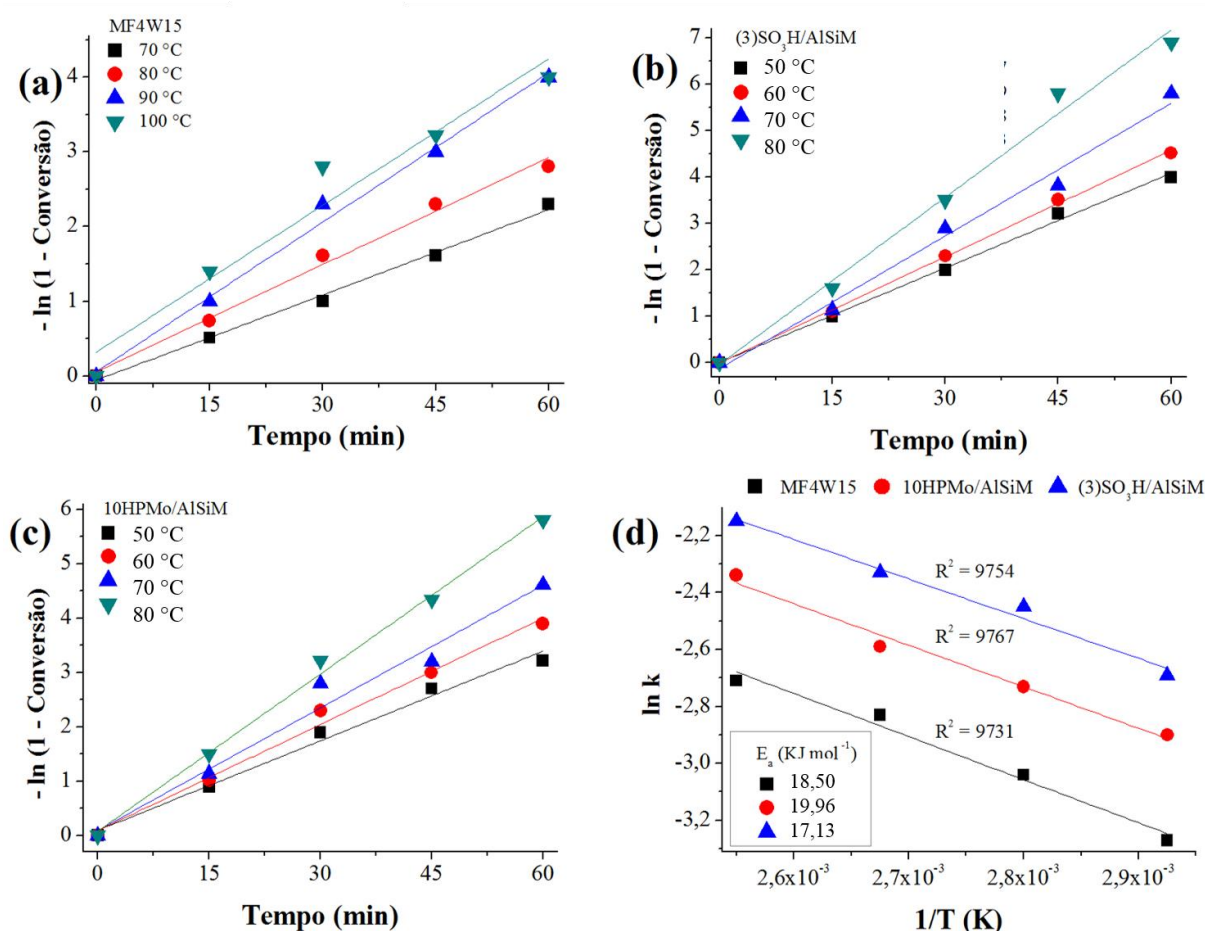 (a)
MF4W15
70 °C
80 °C
90 °C
100 °C
- ln (1 - Conversão)
4
3
2
1
0
0 15 30 45 60
Tempo (min)
(b)
(3)SO₃H/AlSiM
50 °C
60 °C
70 °C
80 °C
- ln (1 - Conversão)
7
6
5
4
3
2
1
0
0 15 30 45 60
Tempo (min)
(c)
10HPMo/AlSiM
50 °C
60 °C
70 °C
80 °C
- ln (1 - Conversão)
6
5
4
3
2
1
0
0 15 30 45 60
Tempo (min)
MF4W15 10HPMo/AlSiM (3)SO₃H/AlSiM
(d)
ln k
-2,2
-2,4
-2,6
-2,8
-3,0
-3,2
R² = 9754
R² = 9767
R² = 9731
Eₐ (KJ mol⁻¹)
18,50
19,96
17,13
2,6x10⁻³ 2,7x10⁻³ 2,8x10⁻³ 2,9x10⁻³
1/T (K)